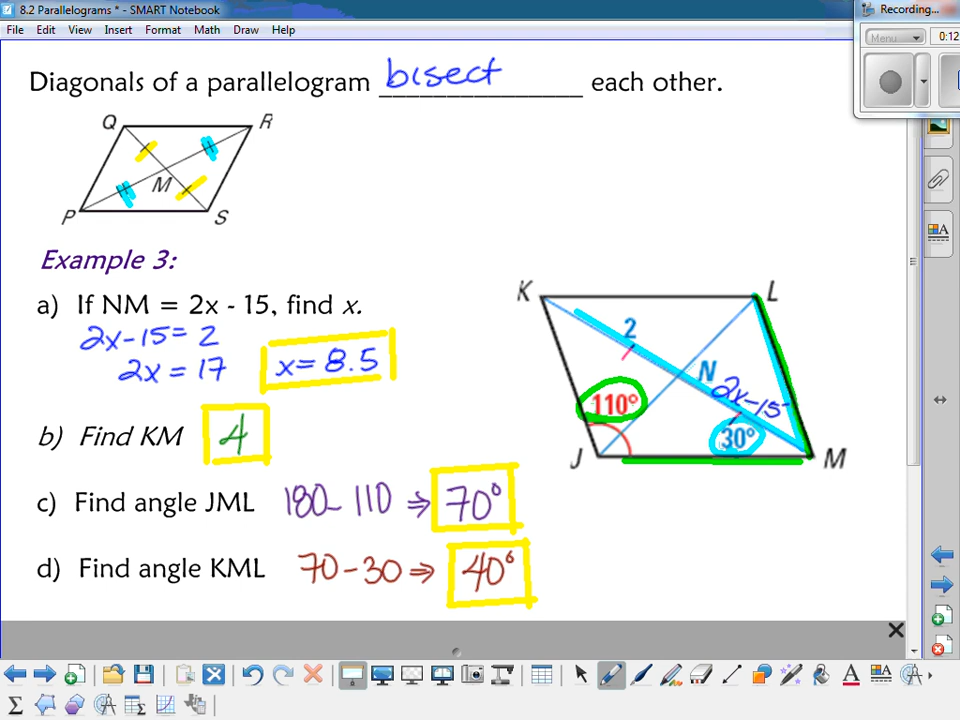 8.2 Parallelograms * - SMART Notebook
Recording...
File Edit View Insert Format Math Draw Help
Menu
0:12
Diagonals of a parallelogram bisect each other.
Q R
M
P S
Example 3:
a) If NM = 2x - 15, find x.
2x-15=2
2x = 17
x= 8.5
b) Find KM 4
c) Find angle JML 180-110 ⇒ 70°
d) Find angle KML 70-30 ⇒ 40°
K L
2
N
2x-15
110°
30°
J M